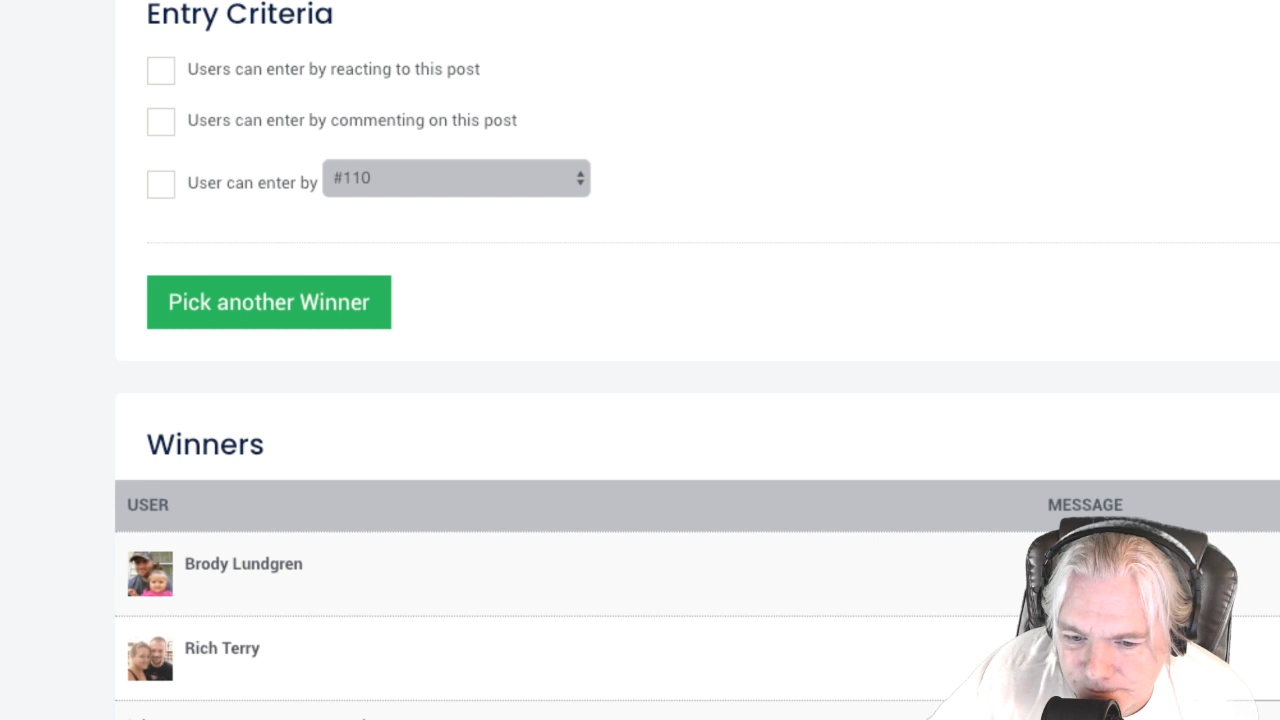 Entry Criteria
Users can enter by reacting to this post
Users can enter by commenting on this post
User can enter by #110
Pick another Winner
Winners
USER MESSAGE
Brody Lundgren
Rich Terry